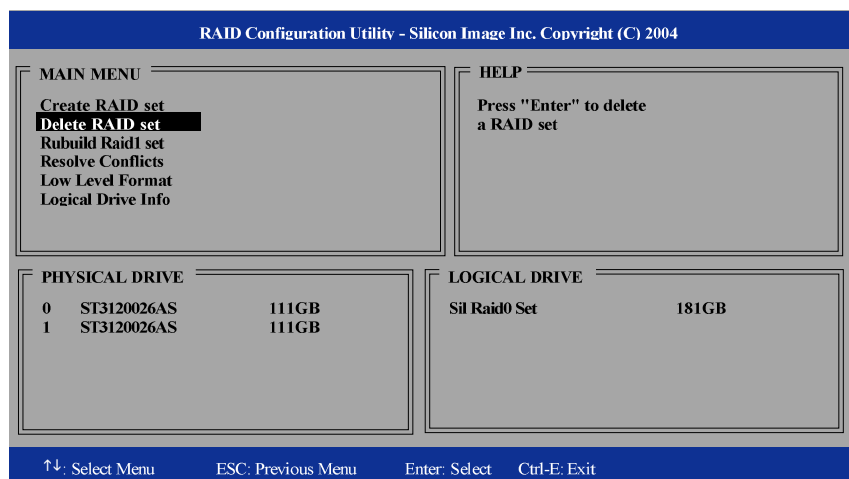 RAID Configuration Utility - Silicon Image Inc. Copyright (C) 2004
MAIN MENU
Create RAID set
Delete RAID set
Rubuild Raid1 set
Resolve Conflicts
Low Level Format
Logical Drive Info
HELP
Press "Enter" to delete
a RAID set
PHYSICAL DRIVE
0 ST3120026AS 111GB
1 ST3120026AS 111GB
LOGICAL DRIVE
Sil Raid0 Set 181GB
↑↓: Select Menu ESC: Previous Menu Enter: Select Ctrl-E: Exit